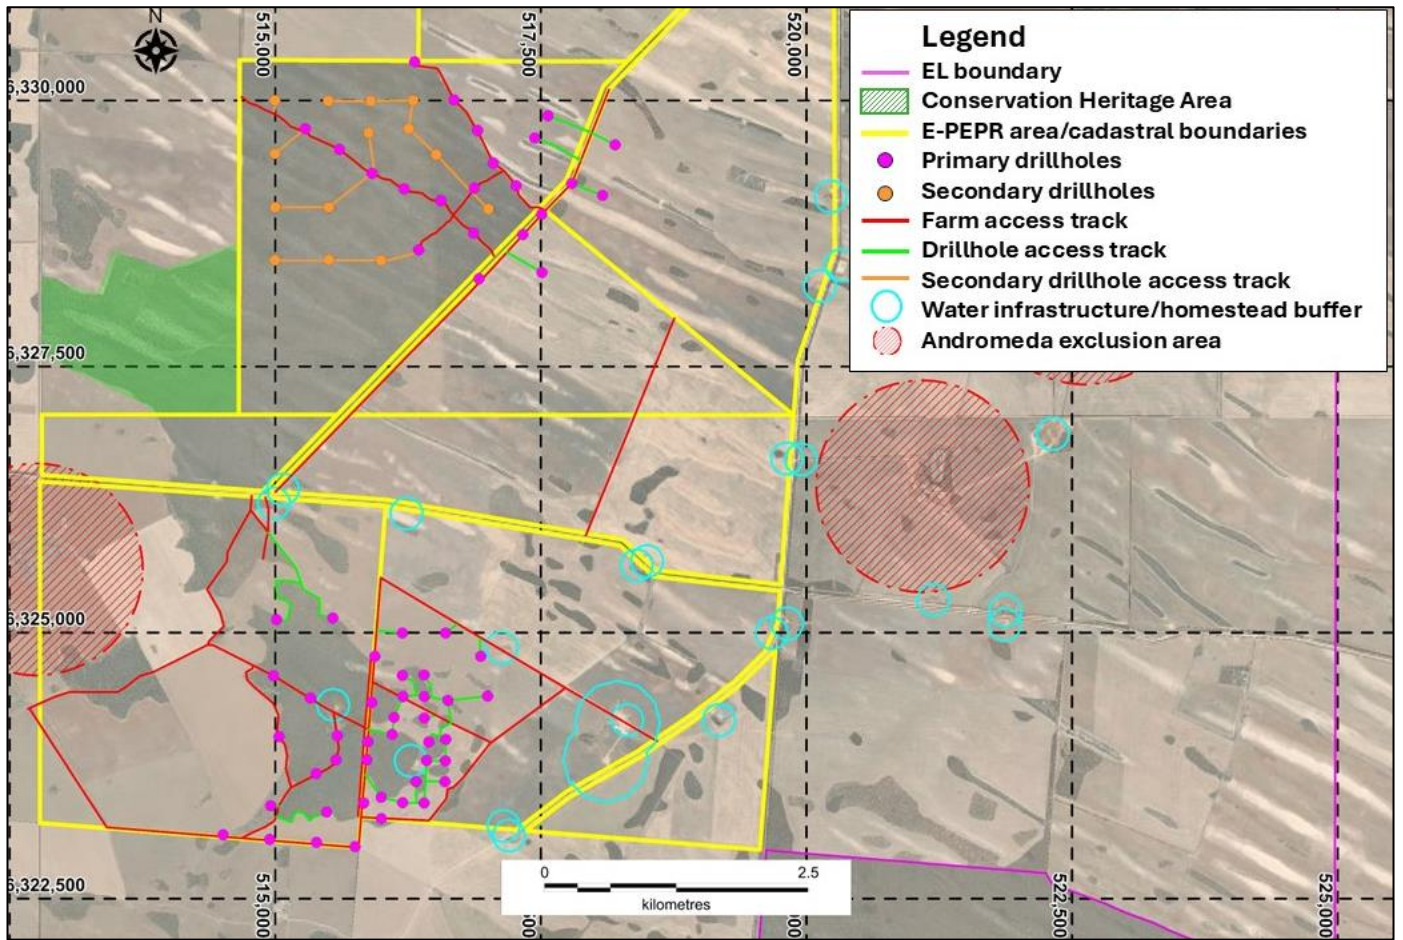 N
515,000
517,500
520,000
Legend
EL boundary
Conservation Heritage Area
E-PEPR area/cadastral boundaries
Primary drillholes
Secondary drillholes
Farm access track
Drillhole access track
Secondary drillhole access track
Water infrastructure/homestead buffer
Andromeda exclusion area
6,330,000
6,327,500
6,325,000
6,322,500
0 2.5
kilometres
515,000
522,500
525,000